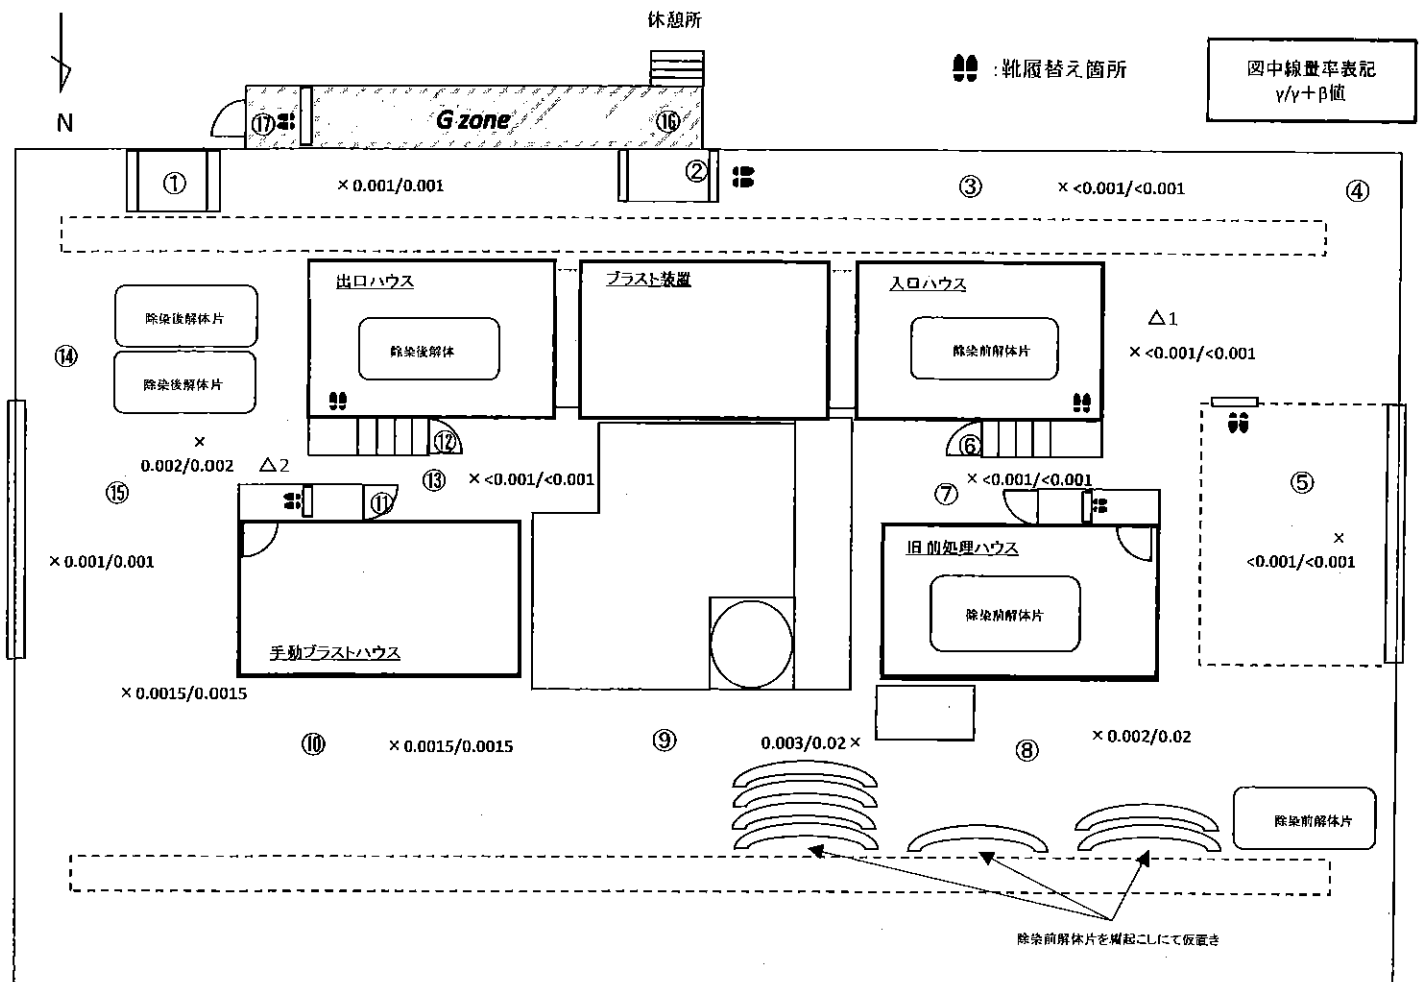 休憩所
:靴履替え箇所
図中線量率表記
γ/γ+β値
N
⑰
G zone
⑯
①
× 0.001/0.001
②
③
× <0.001/<0.001
④
出口ハウス
ブラスト装置
入口ハウス
除染後解体片
除染後解体
除染前解体片
△1
× <0.001/<0.001
⑭
除染後解体片
×
0.002/0.002
△2
⑫
⑬
× <0.001/<0.001
⑥
⑦
× <0.001/<0.001
⑤
⑮
⑪
×
<0.001/<0.001
× 0.001/0.001
旧前処理ハウス
除染前解体片
手動ブラストハウス
× 0.0015/0.0015
⑩
× 0.0015/0.0015
⑨
0.003/0.02 ×
⑧
× 0.002/0.02
除染前解体片
除染前解体片を縦起こしにて仮置き